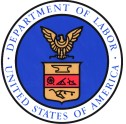 DEPARTMENT OF LABOR
UNITED STATES OF AMERICA